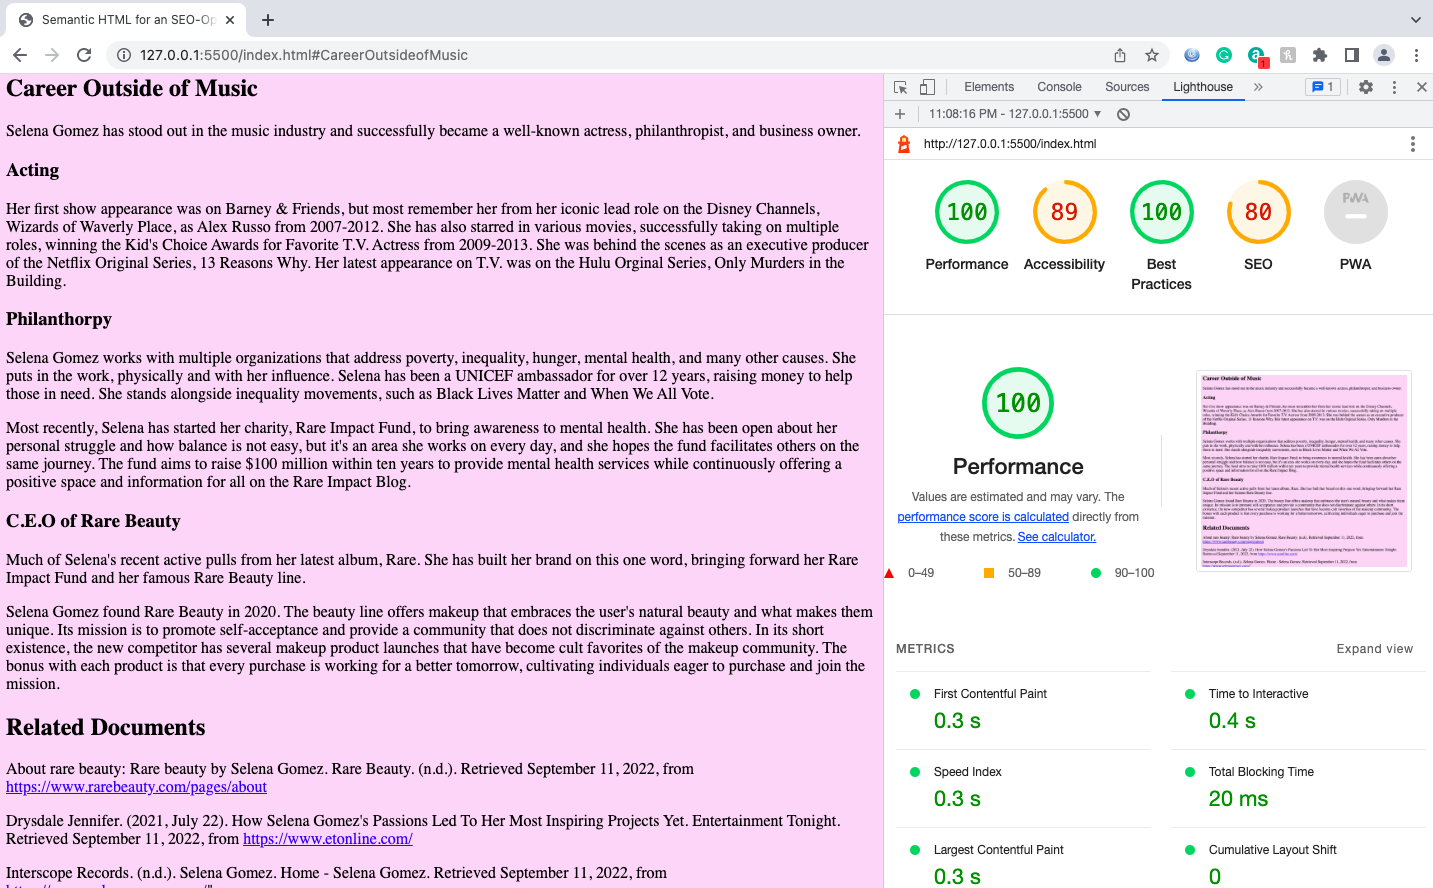 Semantic HTML for an SEO-Op
127.0.0.1:5500/index.html#CareerOutsideofMusic
1
Career Outside of Music
Selena Gomez has stood out in the music industry and successfully became a well-known actress, philanthropist, and business owner.
Acting
Her first show appearance was on Barney & Friends, but most remember her from her iconic lead role on the Disney Channels,
Wizards of Waverly Place, as Alex Russo from 2007-2012. She has also starred in various movies, successfully taking on multiple
roles, winning the Kid's Choice Awards for Favorite T.V. Actress from 2009-2013. She was behind the scenes as an executive producer
of the Netflix Original Series, 13 Reasons Why. Her latest appearance on T.V. was on the Hulu Orginal Series, Only Murders in the
Building.
Philanthorpy
Selena Gomez works with multiple organizations that address poverty, inequality, hunger, mental health, and many other causes. She
puts in the work, physically and with her influence. Selena has been a UNICEF ambassador for over 12 years, raising money to help
those in need. She stands alongside inequality movements, such as Black Lives Matter and When We All Vote.
Most recently, Selena has started her charity, Rare Impact Fund, to bring awareness to mental health. She has been open about her
personal struggle and how balance is not easy, but it's an area she works on every day, and she hopes the fund facilitates others on the
same journey. The fund aims to raise $100 million within ten years to provide mental health services while continuously offering a
positive space and information for all on the Rare Impact Blog.
C.E.O of Rare Beauty
Much of Selena's recent active pulls from her latest album, Rare. She has built her brand on this one word, bringing forward her Rare
Impact Fund and her famous Rare Beauty line.
Selena Gomez found Rare Beauty in 2020. The beauty line offers makeup that embraces the user's natural beauty and what makes them
unique. Its mission is to promote self-acceptance and provide a community that does not discriminate against others. In its short
existence, the new competitor has several makeup product launches that have become cult favorites of the makeup community. The
bonus with each product is that every purchase is working for a better tomorrow, cultivating individuals eager to purchase and join the
mission.
Related Documents
About rare beauty: Rare beauty by Selena Gomez. Rare Beauty. (n.d.). Retrieved September 11, 2022, from
https://www.rarebeauty.com/pages/about
Drysdale Jennifer. (2021, July 22). How Selena Gomez's Passions Led To Her Most Inspiring Projects Yet. Entertainment Tonight.
Retrieved September 11, 2022, from https://www.etonline.com/
Interscope Records. (n.d.). Selena Gomez. Home - Selena Gomez. Retrieved September 11, 2022, from
Elements Console Sources Lighthouse 1
11:08:16 PM - 127.0.0.1:5500
http://127.0.0.1:5500/index.html
100 89 100 80 PWA
Performance Accessibility Best Practices SEO PWA
100
Performance
Values are estimated and may vary. The
performance score is calculated directly from
these metrics. See calculator.
0–49 50–89 90–100
METRICS Expand view
First Contentful Paint Time to Interactive
0.3 s 0.4 s
Speed Index Total Blocking Time
0.3 s 20 ms
Largest Contentful Paint Cumulative Layout Shift
0.3 s 0